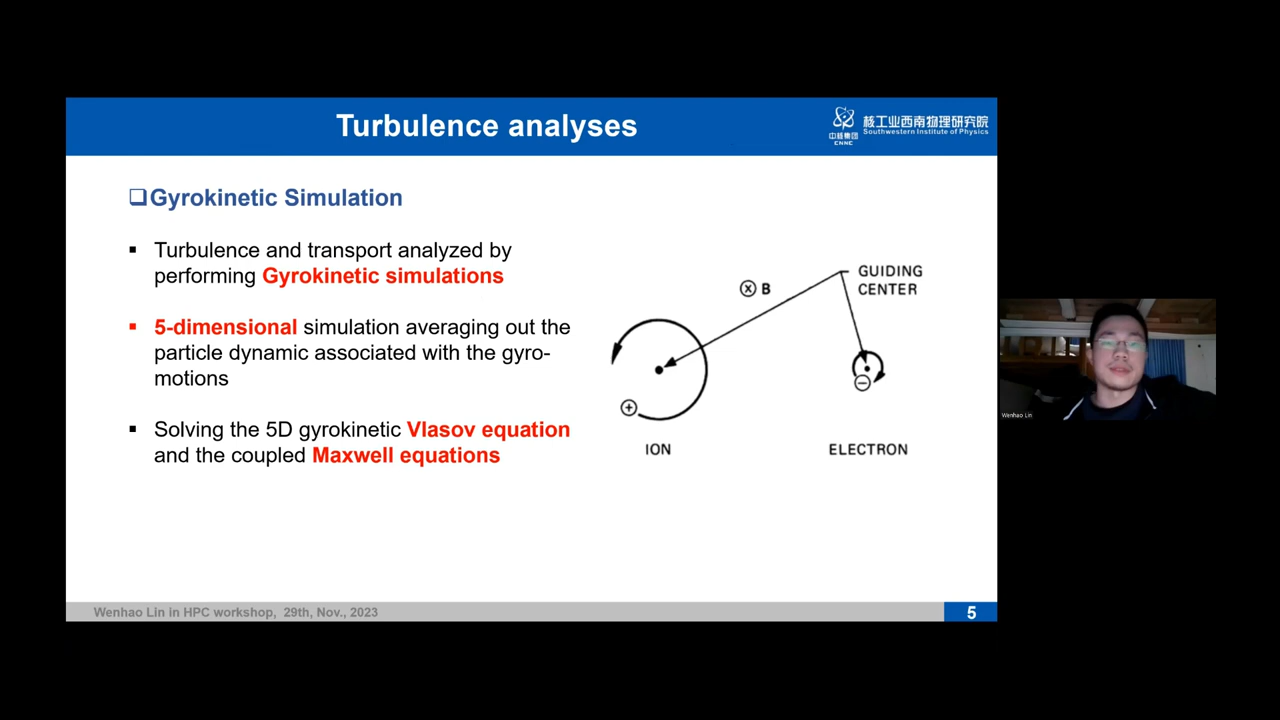 Turbulence analyses
中核集团
CNNC
核工业西南物理研究院
Southwestern Institute of Physics
❑Gyrokinetic Simulation
▪ Turbulence and transport analyzed by
performing Gyrokinetic simulations
▪ 5-dimensional simulation averaging out the
particle dynamic associated with the gyro-
motions
▪ Solving the 5D gyrokinetic Vlasov equation
and the coupled Maxwell equations
B
GUIDING
CENTER
ION
ELECTRON
Wenhao Lin in HPC workshop, 29th, Nov., 2023
5
Wenhao Lin